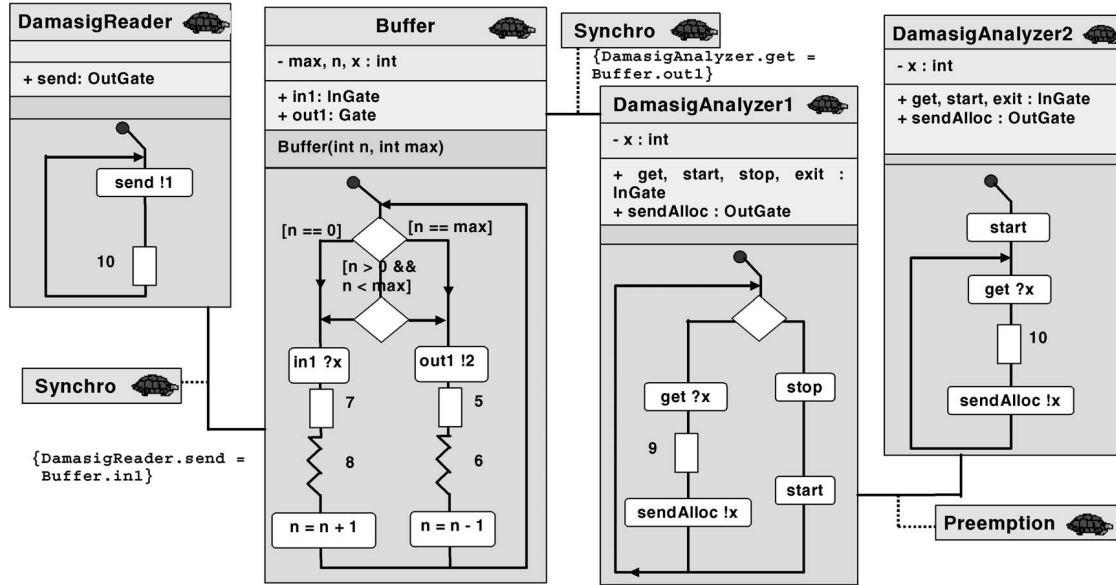 DamasigReader
+ send: OutGate
send !1
10
Synchro
{DamasigReader.send =
Buffer.in1}
Buffer
- max, n, x : int
+ in1: InGate
+ out1: Gate
Buffer(int n, int max)
[n == 0]
[n == max]
[n > 0 &&
n < max]
in1 ?x
out1 !2
7
5
8
6
n = n + 1
n = n - 1
Synchro
{DamasigAnalyzer.get =
Buffer.out1}
DamasigAnalyzer1
- x : int
+ get, start, stop, exit :
InGate
+ sendAlloc : OutGate
get ?x
stop
9
sendAlloc !x
start
DamasigAnalyzer2
- x : int
+ get, start, exit : InGate
+ sendAlloc : OutGate
start
get ?x
10
sendAlloc !x
Preemption